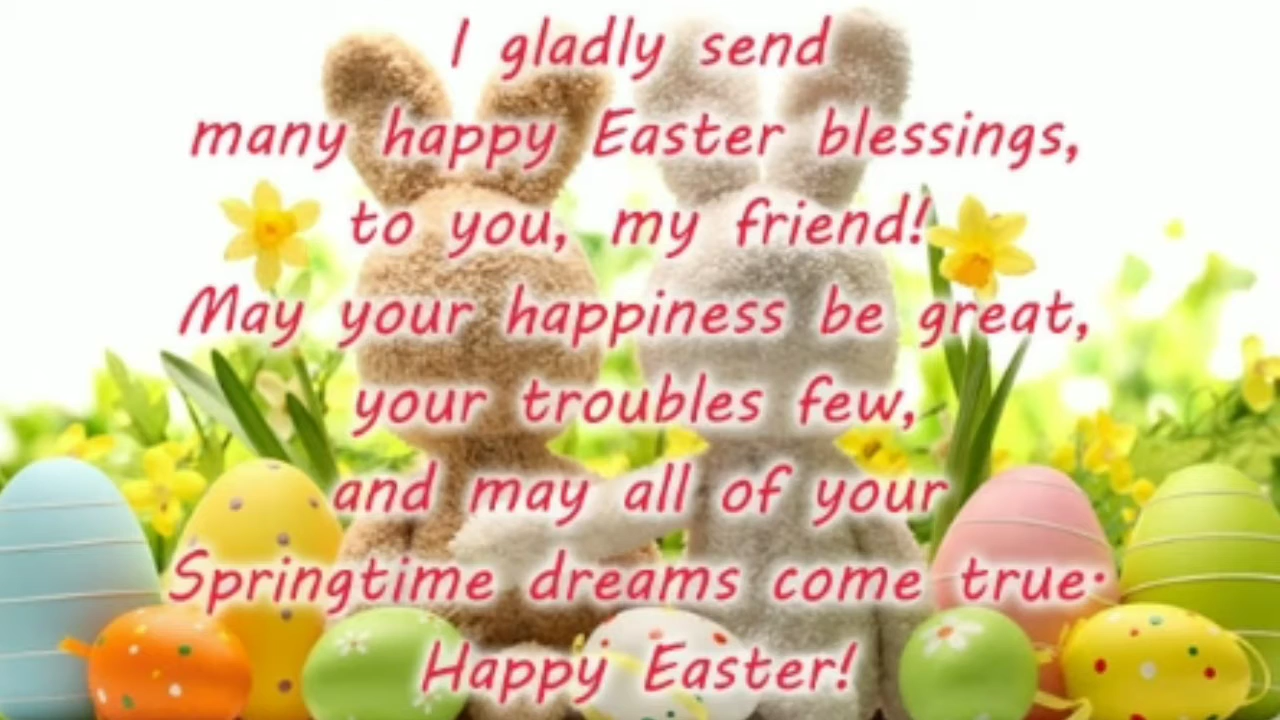 I gladly send
many happy Easter blessings,
to you, my friend!
May your happiness be great,
your troubles few,
and may all of your
Springtime dreams come true.
Happy Easter!